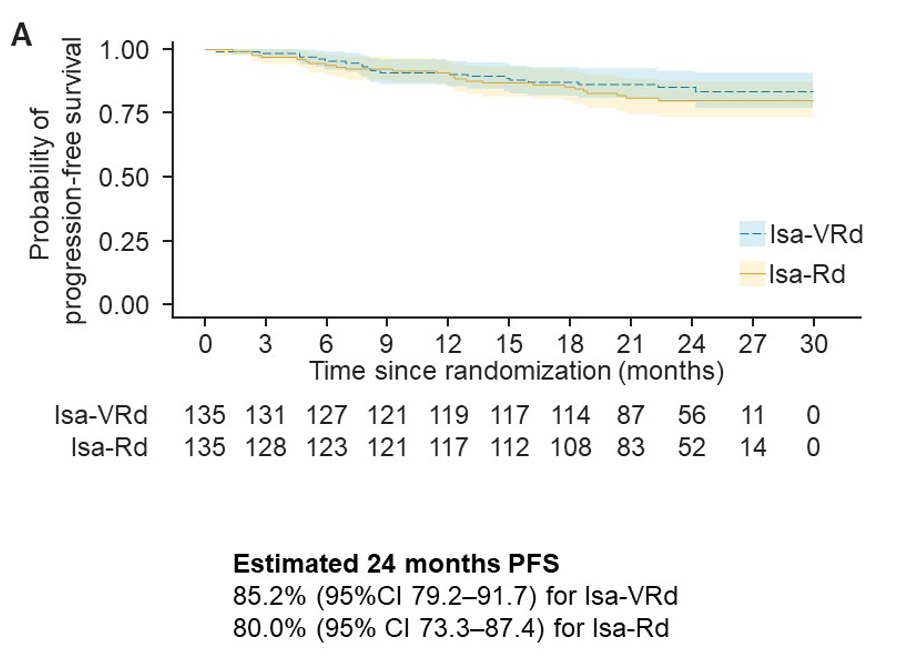 A
Probability of
progression-free survival
1.00
0.75
0.50
0.25
0.00
Isa-VRd
Isa-Rd
0 3 6 9 12 15 18 21 24 27 30
Time since randomization (months)
Isa-VRd 135 131 127 121 119 117 114 87 56 11 0
Isa-Rd 135 128 123 121 117 112 108 83 52 14 0
Estimated 24 months PFS
85.2% (95%CI 79.2–91.7) for Isa-VRd
80.0% (95% CI 73.3–87.4) for Isa-Rd